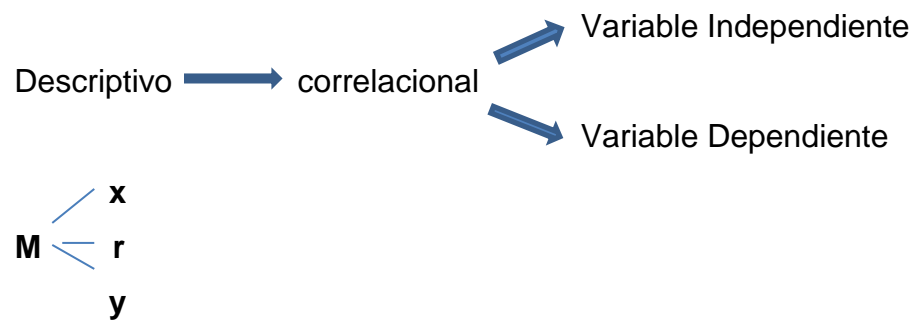 Variable Independiente
Descriptivo correlacional
Variable Dependiente
x
M r
y